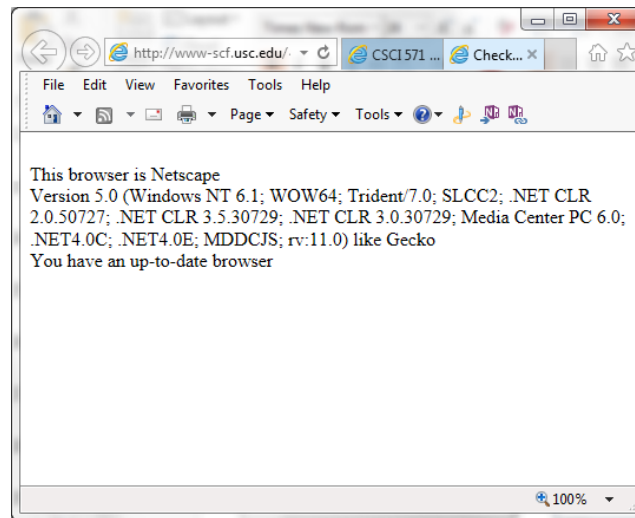 http://www-scf.usc.edu/
CSCI 571 ...
Check...
File Edit View Favorites Tools Help
Page Safety Tools
This browser is Netscape
Version 5.0 (Windows NT 6.1; WOW64; Trident/7.0; SLCC2; .NET CLR
2.0.50727; .NET CLR 3.5.30729; .NET CLR 3.0.30729; Media Center PC 6.0;
.NET4.0C; .NET4.0E; MDDCJS; rv:11.0) like Gecko
You have an up-to-date browser
100%